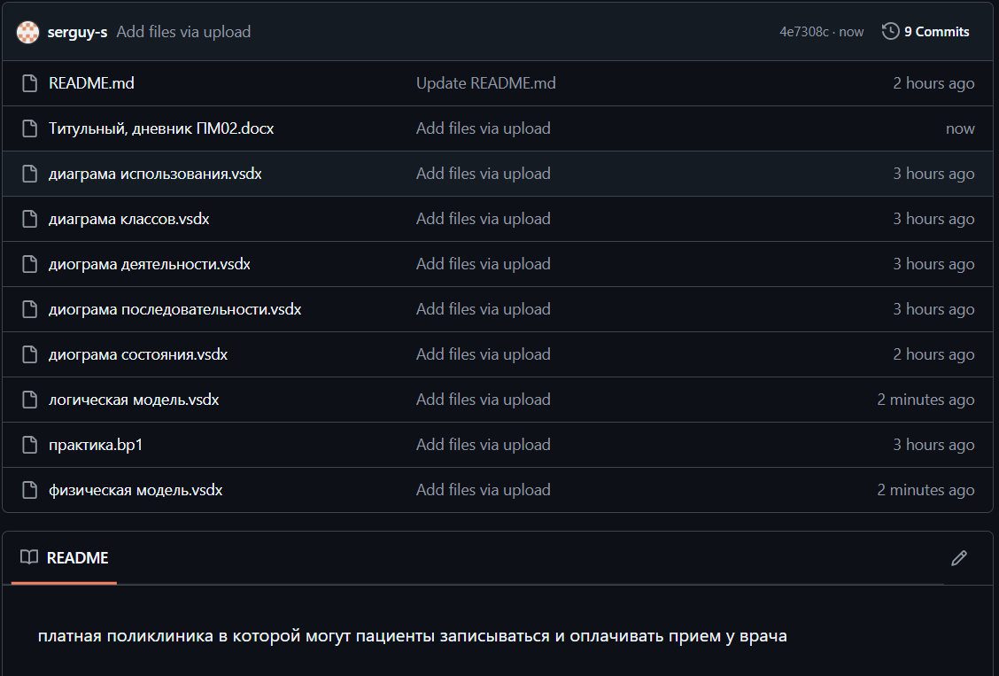 serguy-s Add files via upload 4e7308c · now 9 Commits
README.md Update README.md 2 hours ago
Титульный, дневник ПМ02.docx Add files via upload now
диаграма использования.vsdx Add files via upload 3 hours ago
диаграма классов.vsdx Add files via upload 3 hours ago
диограма деятельности.vsdx Add files via upload 3 hours ago
диограма последовательности.vsdx Add files via upload 3 hours ago
диограма состояния.vsdx Add files via upload 2 hours ago
логическая модель.vsdx Add files via upload 2 minutes ago
практика.bp1 Add files via upload 3 hours ago
физическая модель.vsdx Add files via upload 2 minutes ago
README
платная поликлиника в которой могут пациенты записываться и оплачивать прием у врача